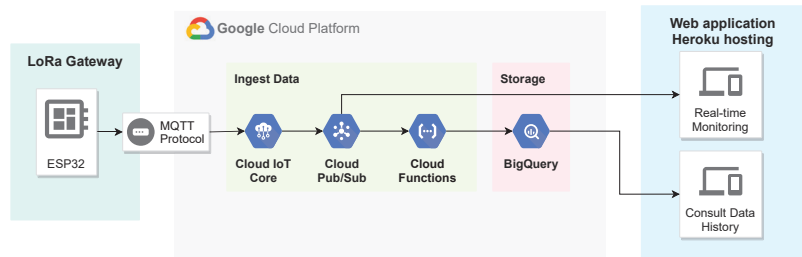 LoRa Gateway
ESP32
MQTT
Protocol
Google Cloud Platform
Ingest Data
Cloud IoT
Core
Cloud
Pub/Sub
Cloud
Functions
Storage
BigQuery
Web application
Heroku hosting
Real-time
Monitoring
Consult Data
History